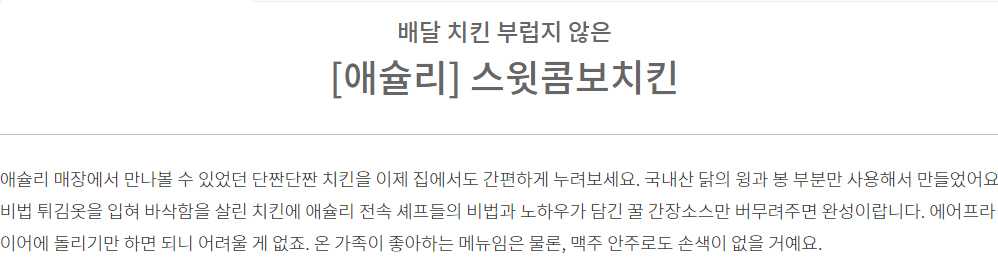 배달 치킨 부럽지 않은
[애슐리] 스윗콤보치킨
애슐리 매장에서 만나볼 수 있었던 단짠단짠 치킨을 이제 집에서도 간편하게 누려보세요. 국내산 닭의 윙과 봉 부분만 사용해서 만들었어요
비법 튀김옷을 입혀 바삭함을 살린 치킨에 애슐리 전속 셰프들의 비법과 노하우가 담긴 꿀 간장소스만 버무려주면 완성이랍니다. 에어프라
이어에 돌리기만 하면 되니 어려울 게 없죠. 온 가족이 좋아하는 메뉴임은 물론, 맥주 안주로도 손색이 없을 거예요.